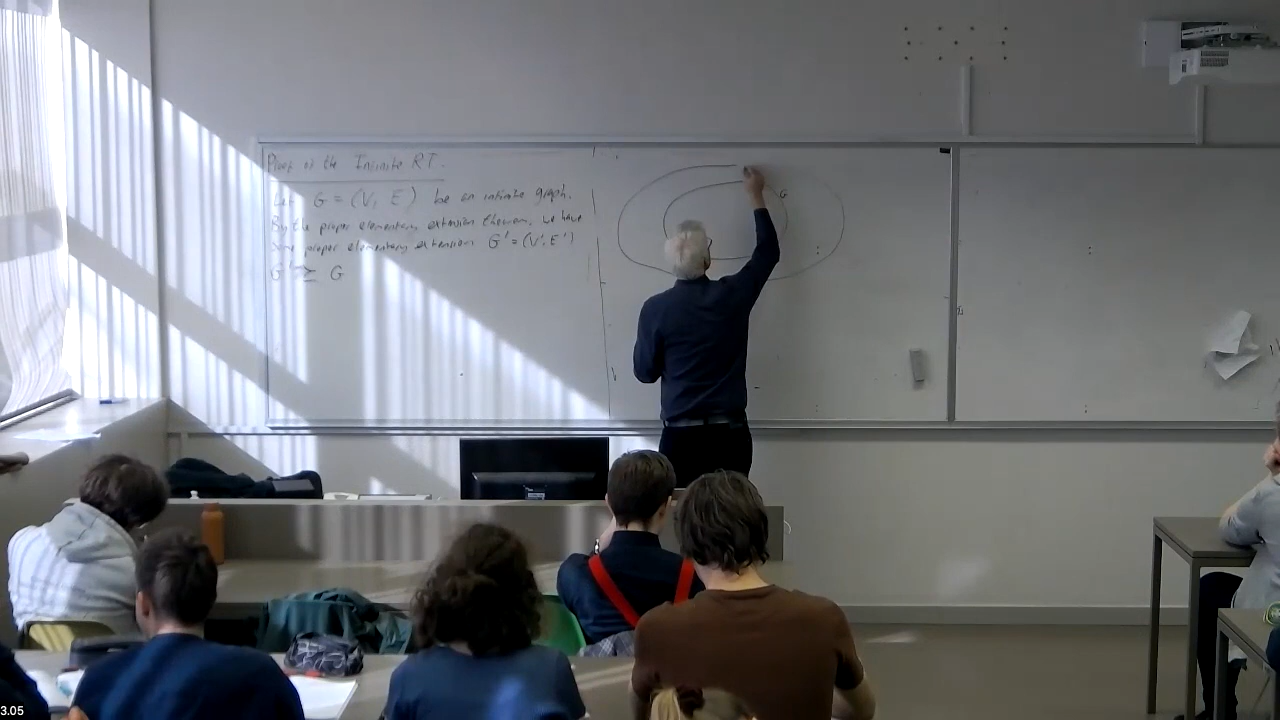 Proof of the Infinite RT.
Let G = (V, E) be an infinite graph.
By the proper elementary extension theorem, we have
some proper elementary extension G' = (V', E')
G' ≽ G
G
3.05